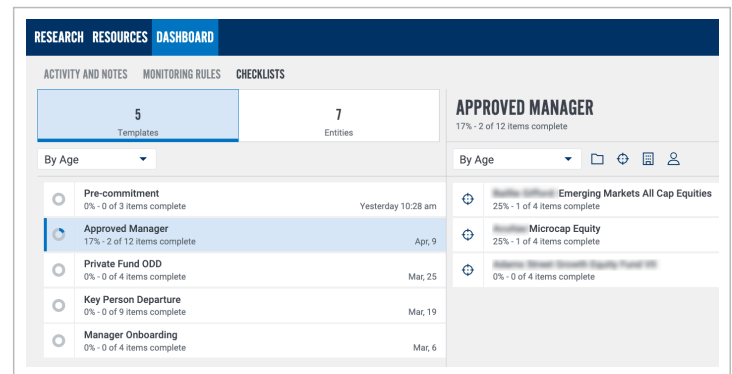 RESEARCH RESOURCES DASHBOARD
ACTIVITY AND NOTES MONITORING RULES CHECKLISTS
5
Templates
7
Entities
By Age
Pre-commitment
0% - 0 of 3 items complete
Yesterday 10:28 am
Approved Manager
17% - 2 of 12 items complete
Apr, 9
Private Fund ODD
0% - 0 of 4 items complete
Mar, 25
Key Person Departure
0% - 0 of 9 items complete
Mar, 19
Manager Onboarding
0% - 0 of 4 items complete
Mar, 6
APPROVED MANAGER
17% - 2 of 12 items complete
By Age
Emerging Markets All Cap Equities
25% - 1 of 4 items complete
Microcap Equity
25% - 1 of 4 items complete
0% - 0 of 4 items complete